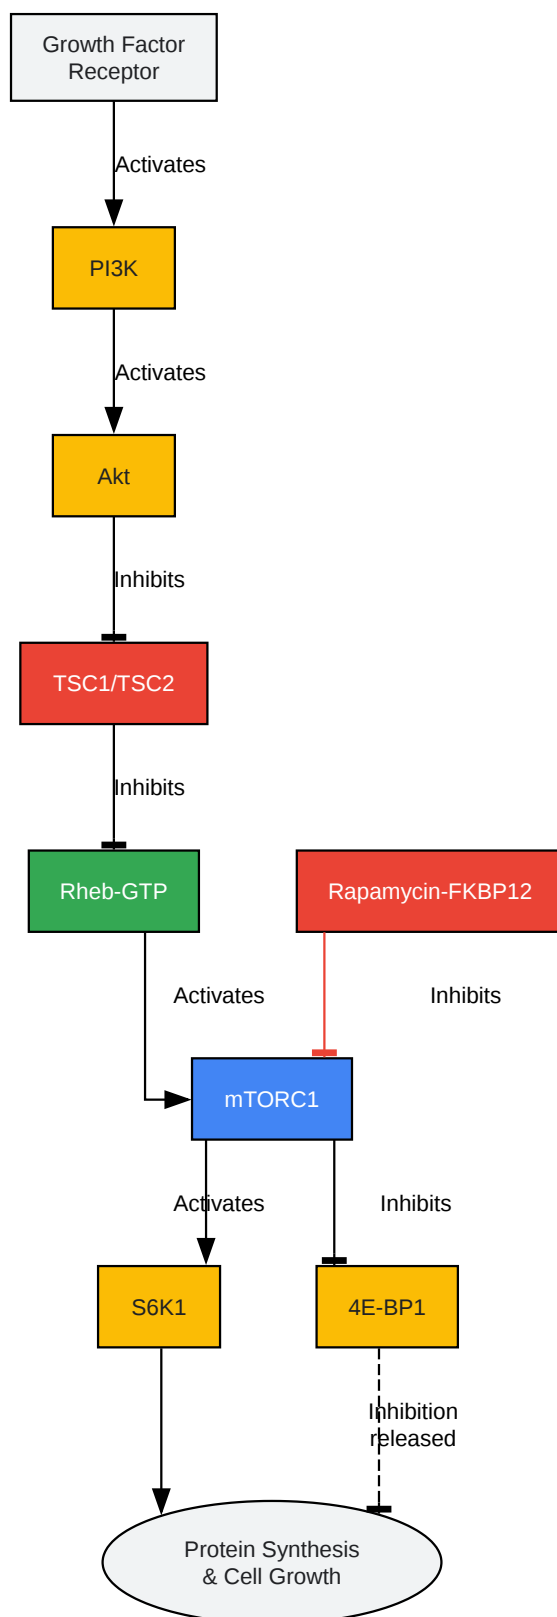 Growth Factor
Receptor
Activates
PI3K
Activates
Akt
Inhibits
TSC1/TSC2
Inhibits
Rheb-GTP
Rapamycin-FKBP12
Activates
Inhibits
mTORC1
Activates
Inhibits
S6K1
4E-BP1
Inhibition
released
Protein Synthesis
& Cell Growth